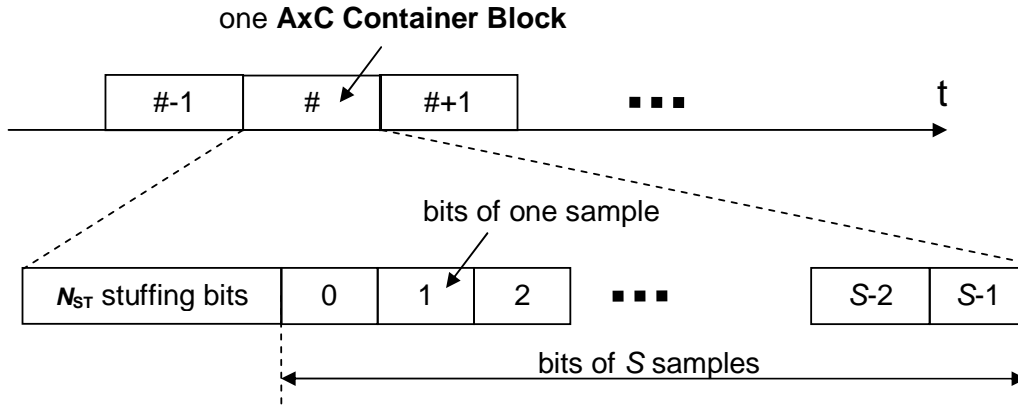 one AxC Container Block
#-1 # #+1 ▪▪▪ t
bits of one sample
NST stuffing bits 0 1 2 ▪▪▪ S-2 S-1
bits of S samples